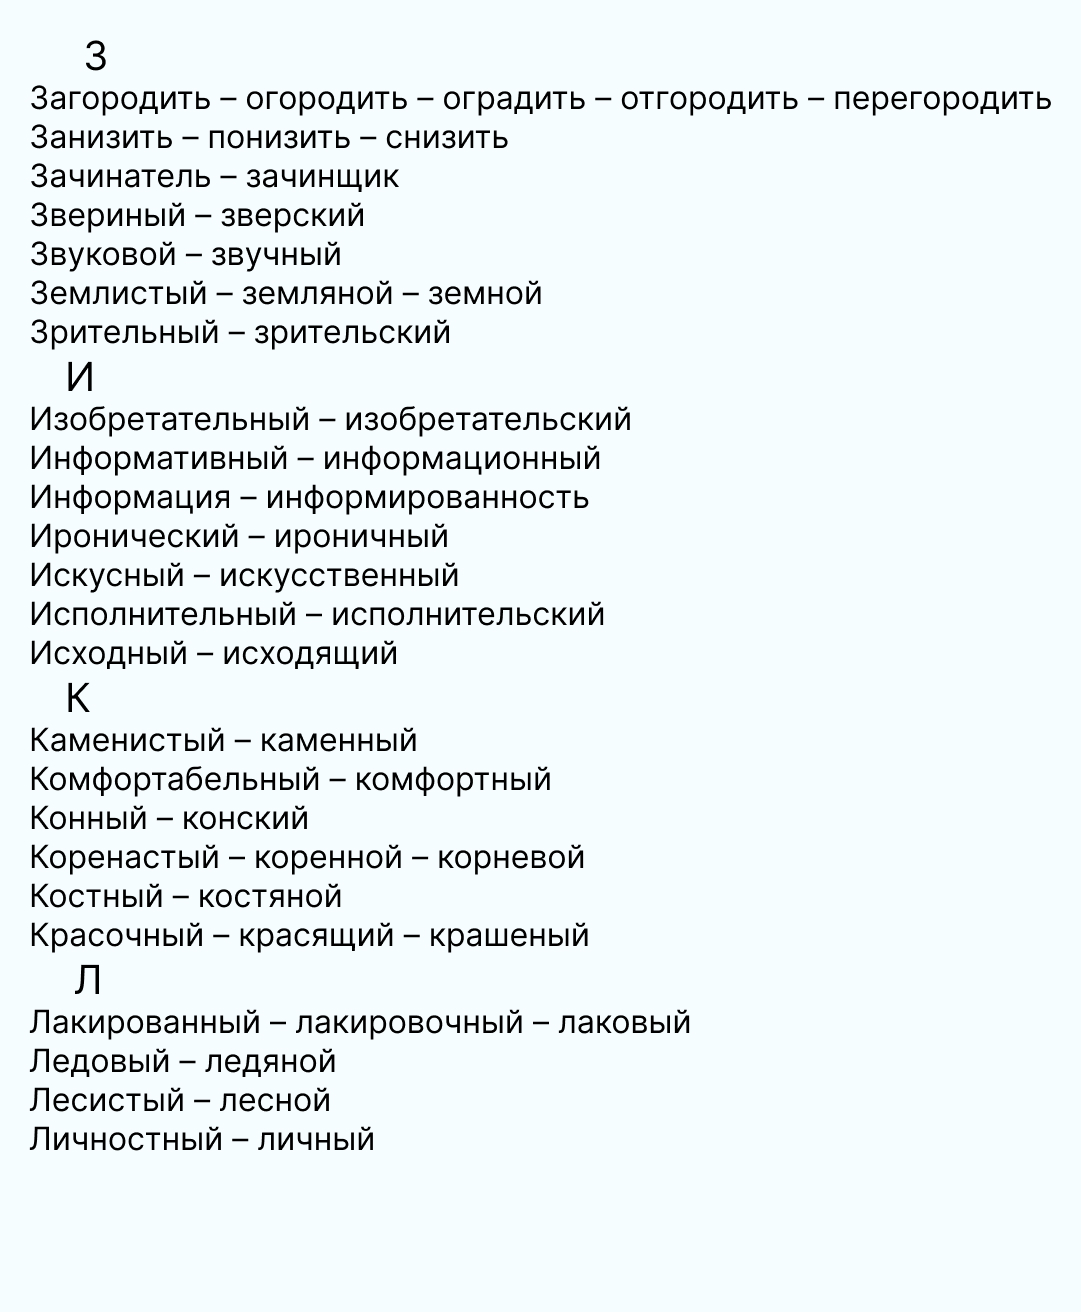 З
Загородить – огородить – оградить – отгородить – перегородить
Занизить – понизить – снизить
Зачинатель – зачинщик
Звериный – зверский
Звуковой – звучный
Землистый – земляной – земной
Зрительный – зрительский
И
Изобретательный – изобретательский
Информативный – информационный
Информация – информированность
Иронический – ироничный
Искусный – искусственный
Исполнительный – исполнительский
Исходный – исходящий
К
Каменистый – каменный
Комфортабельный – комфортный
Конный – конский
Коренастый – коренной – корневой
Костный – костяной
Красочный – красящий – крашеный
Л
Лакированный – лакировочный – лаковый
Ледовый – ледяной
Лесистый – лесной
Личностный – личный